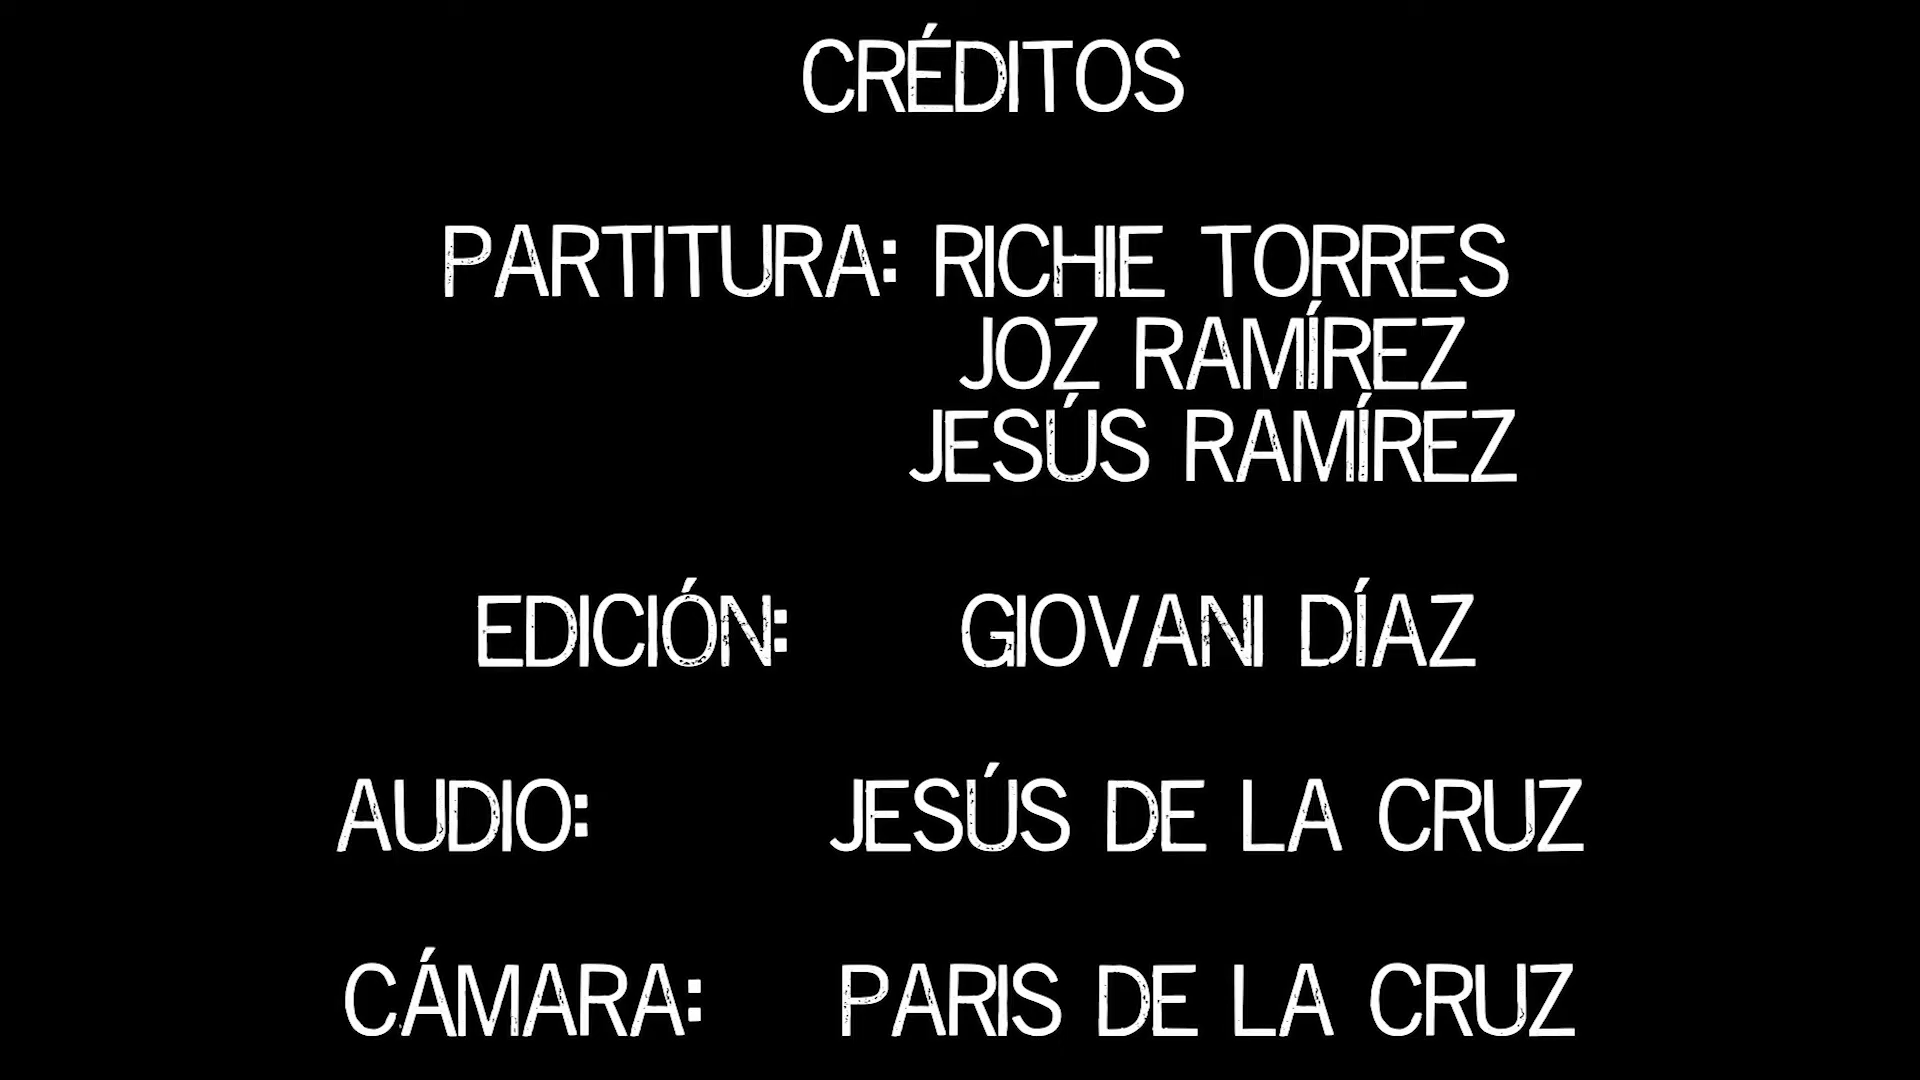 CRÉDITOS
PARTITURA: RICHIE TORRES
JOZ RAMÍREZ
JESÚS RAMÍREZ
EDICIÓN: GIOVANI DÍAZ
AUDIO: JESÚS DE LA CRUZ
CÁMARA: PARIS DE LA CRUZ